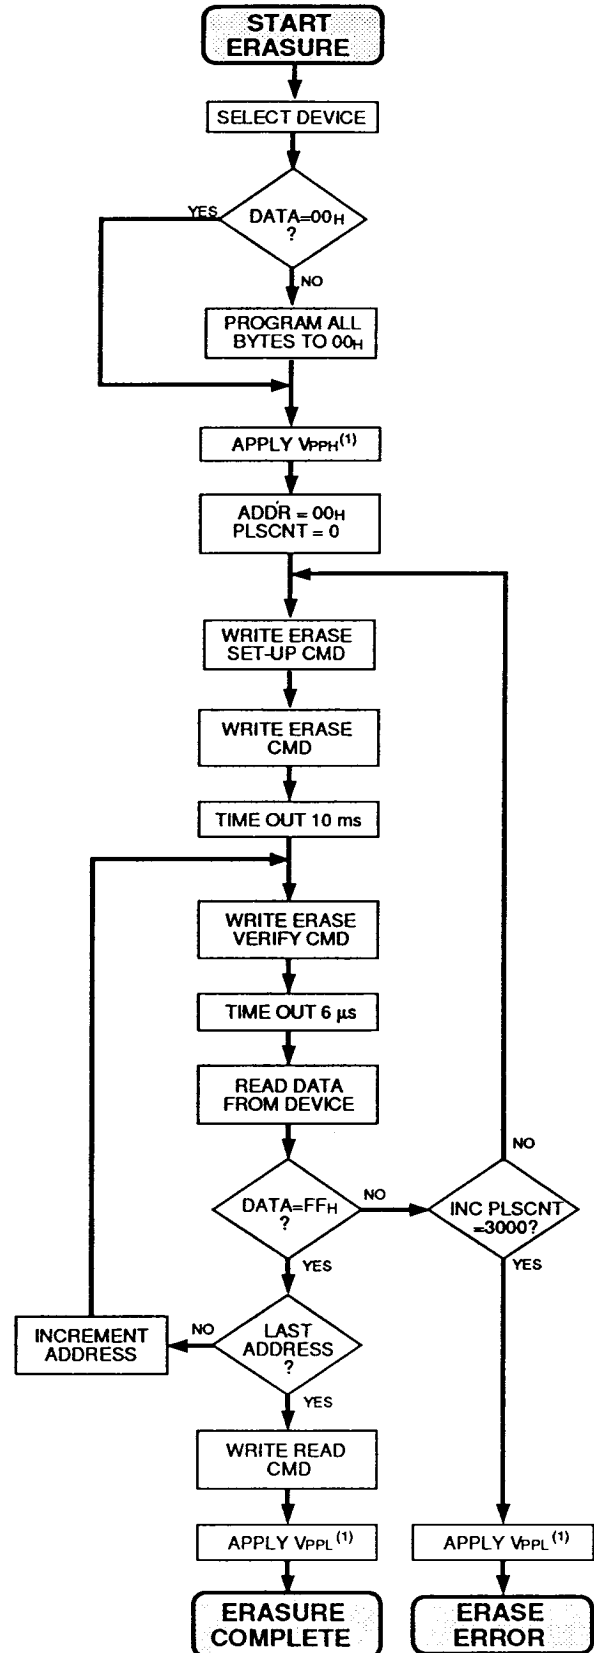 START
ERASURE
SELECT DEVICE
DATA=00H
?
YES
NO
PROGRAM ALL
BYTES TO 00H
APPLY VPPH(1)
ADDR = 00H
PLSCNT = 0
WRITE ERASE
SET-UP CMD
WRITE ERASE
CMD
TIME OUT 10 ms
WRITE ERASE
VERIFY CMD
TIME OUT 6 µs
READ DATA
FROM DEVICE
DATA=FFH
?
NO
YES
INC PLSCNT
=3000?
NO
YES
LAST
ADDRESS
?
NO
YES
INCREMENT
ADDRESS
WRITE READ
CMD
APPLY VPPL(1)
APPLY VPPL(1)
ERASURE
COMPLETE
ERASE
ERROR